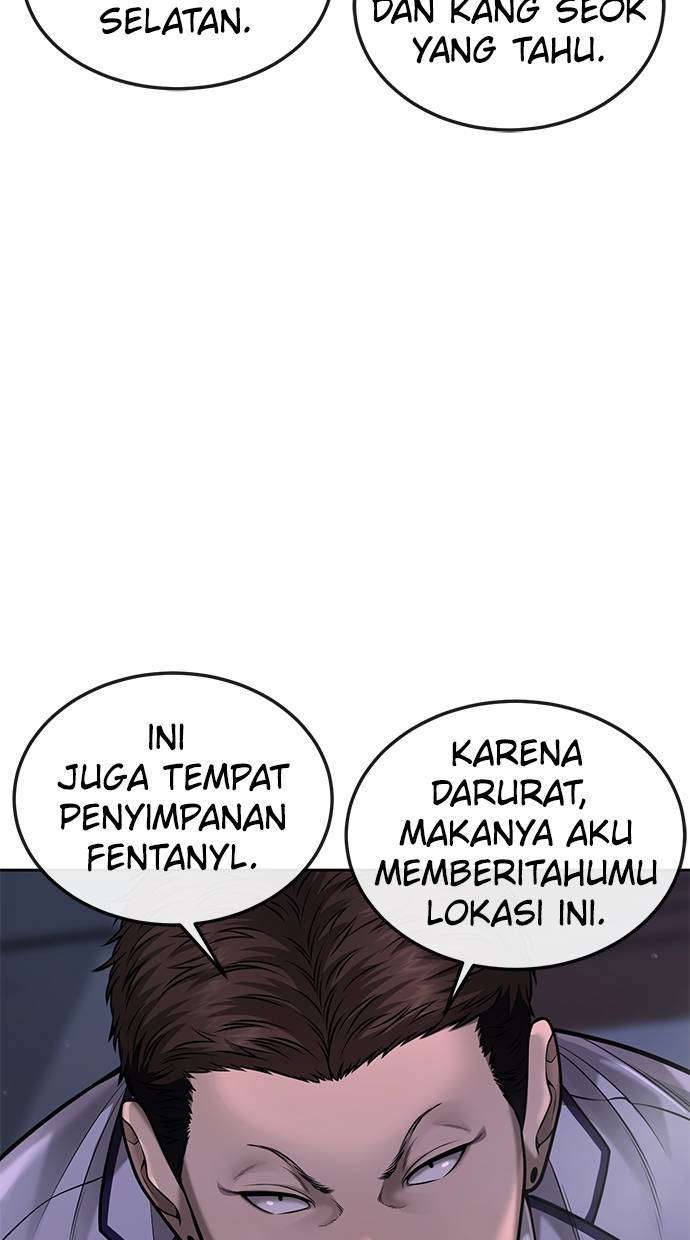 SELATAN.
DAN KANG SEOK
YANG TAHU.
INI
JUGA TEMPAT
PENYIMPANAN
FENTANYL.
KARENA
DARURAT,
MAKANYA AKU
MEMBERITAHUMU
LOKASI INI.